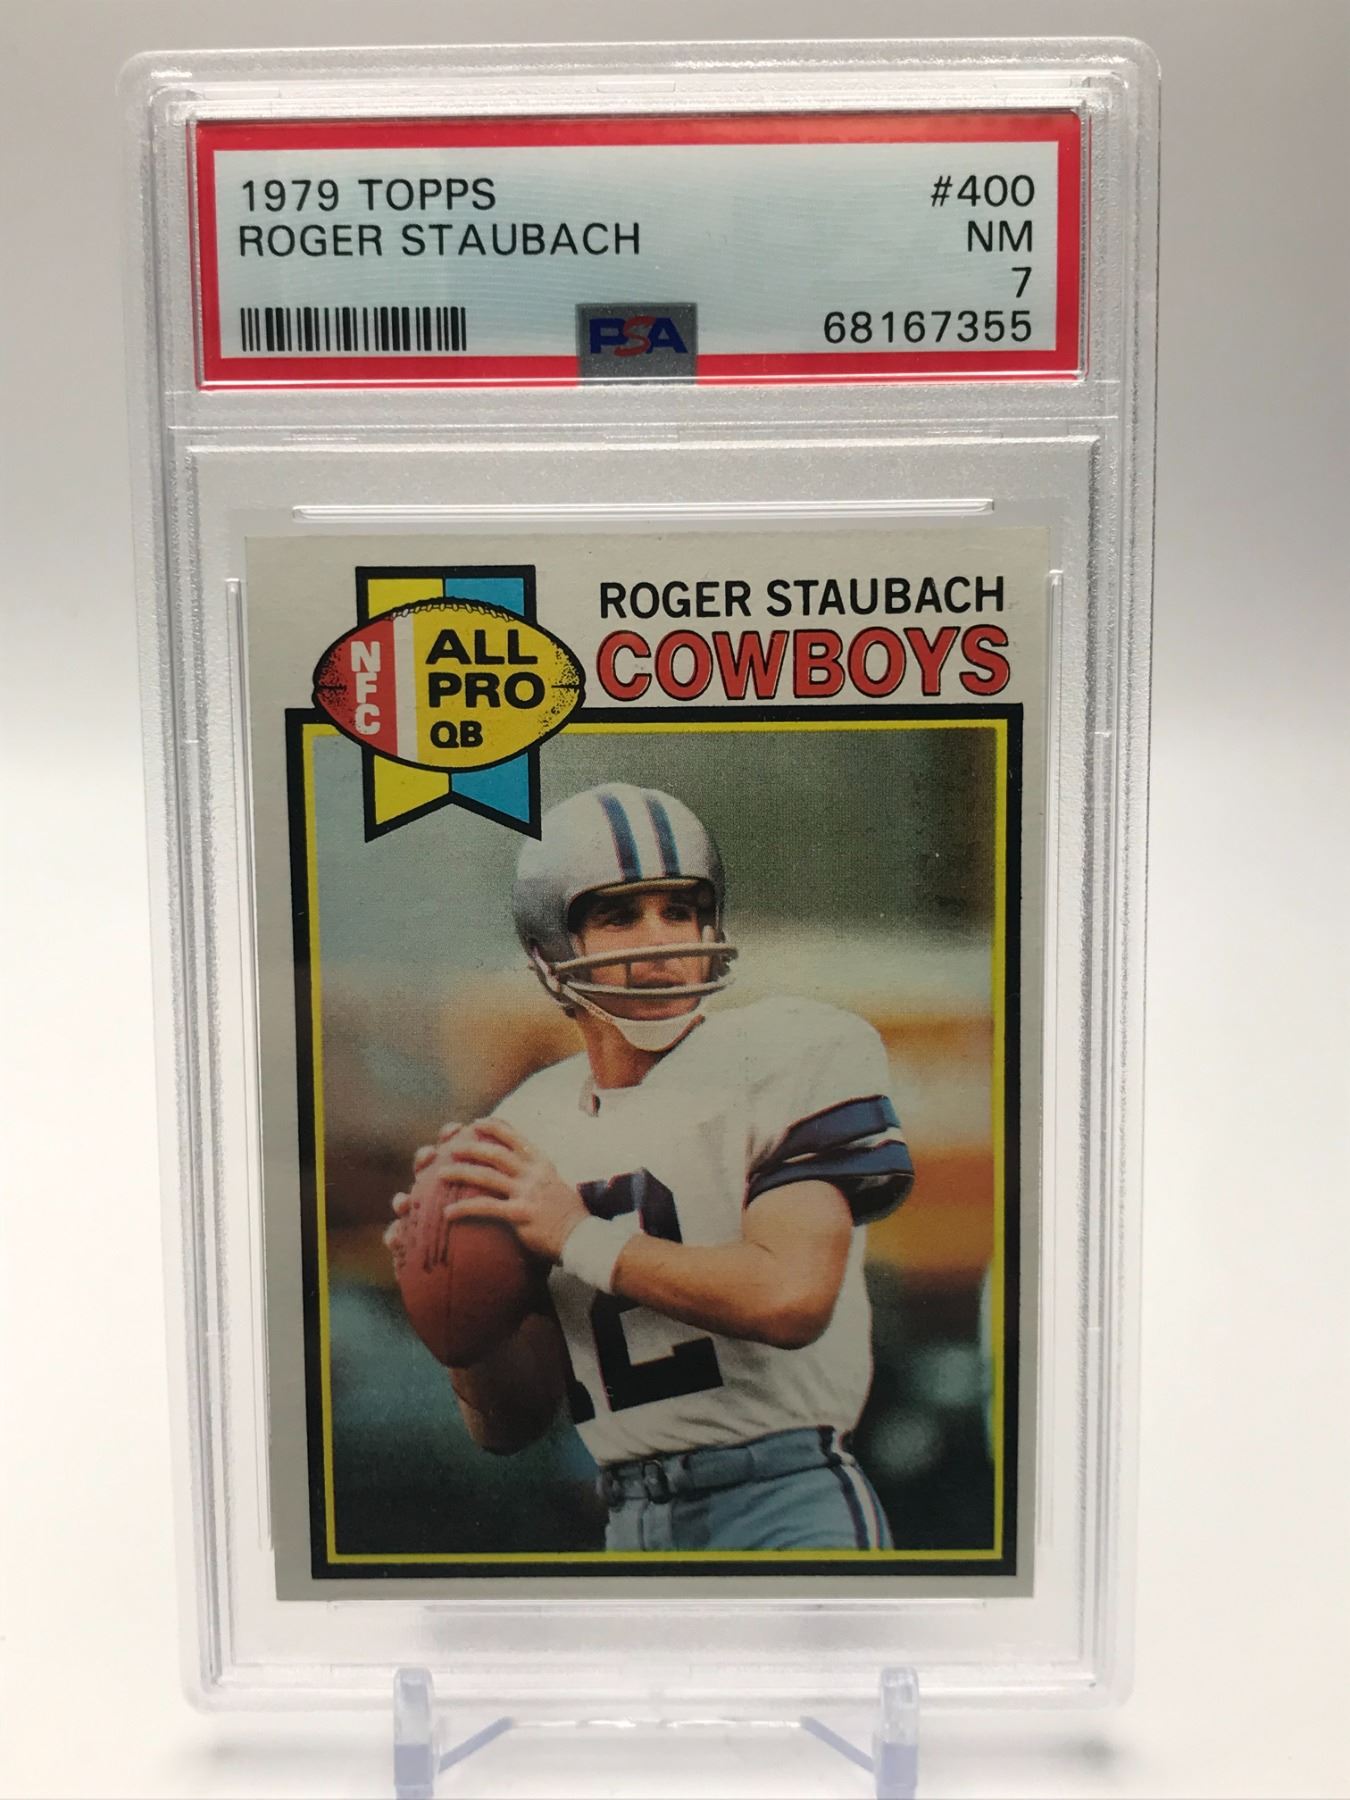 1979 TOPPS #400
ROGER STAUBACH NM
7
PSA 68167355
ROGER STAUBACH
COWBOYS
NFC
ALL
PRO
QB
12